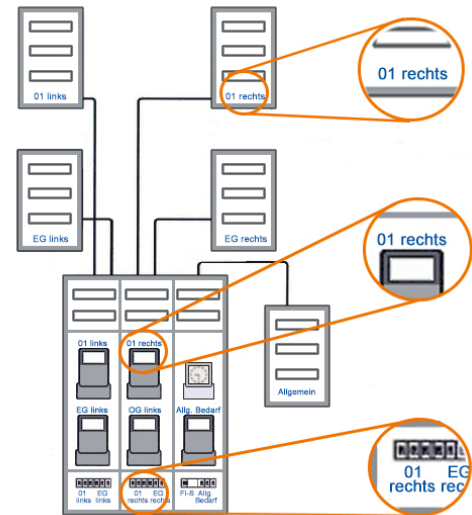 01 links
01 rechts
01 rechts
EG links
EG rechts
01 rechts
01 links
01 rechts
Allgemein
EG links
OG links
Allg. Bedarf
01 EG
links links
01 EG
rechts rechts
FI-S Allg.
Bedarf
01 EG
rechts rec